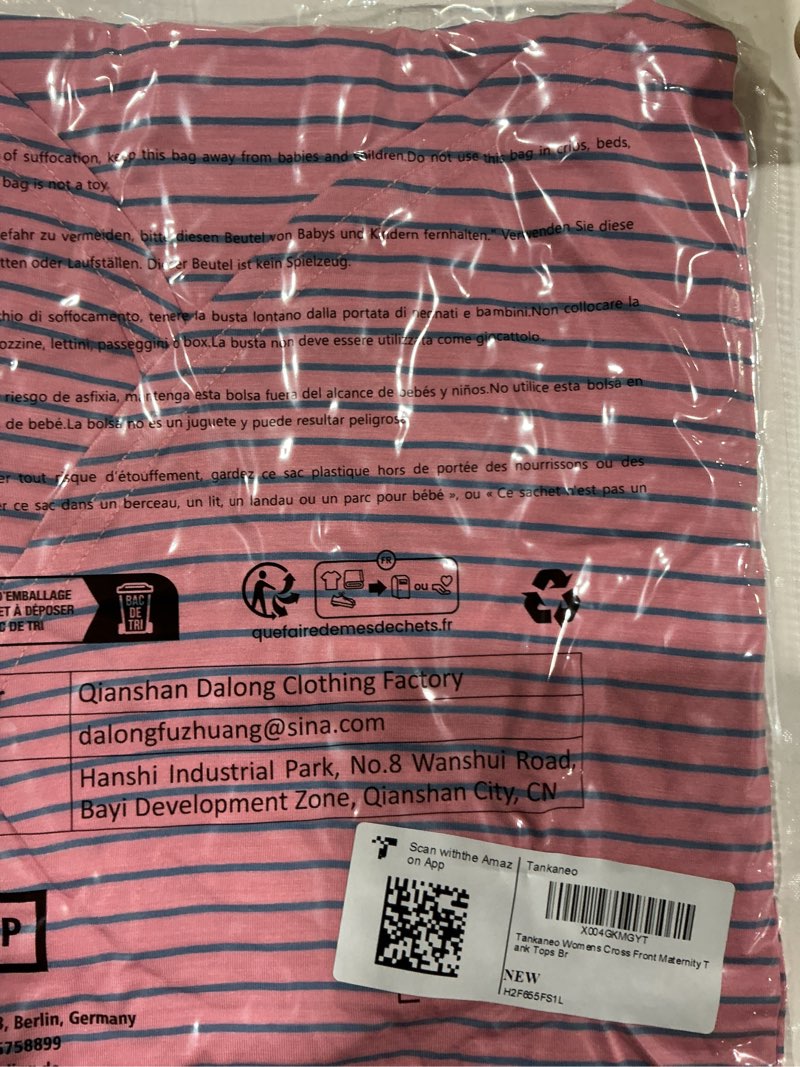 of suffocation, keep this bag away from babies and children.Do not use this bag in cribs, beds,
bag is not a toy.
efahr zu vermeiden, bitte diesen Beutel von Babys und Kindern fernhalten." Verwenden Sie diese
tten oder Laufställen. Dieser Beutel ist kein Spielzeug.
chio di soffocamento, tenere la busta lontano dalla portata di neonati e bambini.Non collocare la
ozzine, lettini, passeggini o box.La busta non deve essere utilizzata come giocattolo.
riesgo de asfixia, mantenga esta bolsa fuera del alcance de bebés y niños.No utilice esta bolsa en
de bebé.La bolsa no es un juguete y puede resultar peligrosa
er tout risque d'étouffement, gardez ce sac plastique hors de portée des nourrissons ou des
er ce sac dans un berceau, un lit, un landau ou un parc pour bébé », ou « Ce sachet n'est pas un
D'EMBALLAGE
ET À DÉPOSER
C DE TRI
BAC
DE
TRI
FR
ou
quefairedemesdechets.fr
r
Qianshan Dalong Clothing Factory
dalongfuzhuang@sina.com
Hanshi Industrial Park, No.8 Wanshui Road,
Bayi Development Zone, Qianshan City, CN
P
3, Berlin, Germany
5758899
Scan withthe Amaz
on App
Tankaneo
X004GKMGYT
Tankaneo Womens Cross Front Maternity T
ank Tops Br
NEW
H2F655FS1L